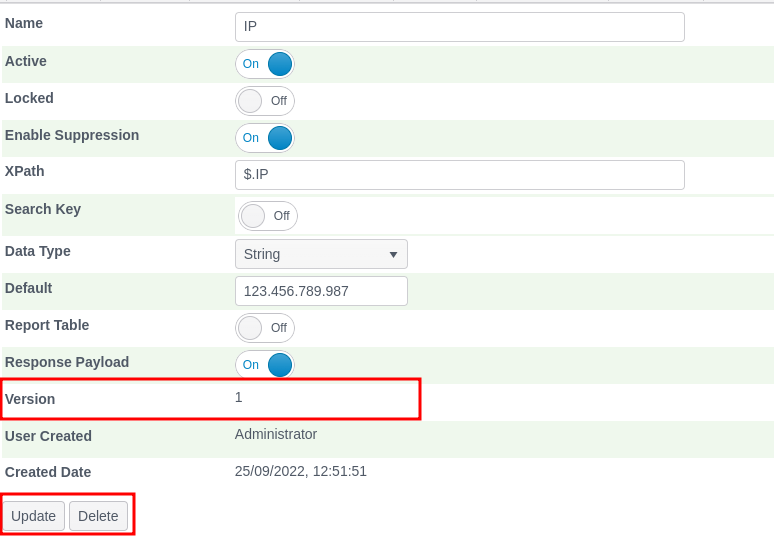 Name IP
Active On
Locked Off
Enable Suppression On
XPath $.IP
Search Key Off
Data Type String
Default 123.456.789.987
Report Table Off
Response Payload On
Version 1
User Created Administrator
Created Date 25/09/2022, 12:51:51
Update Delete